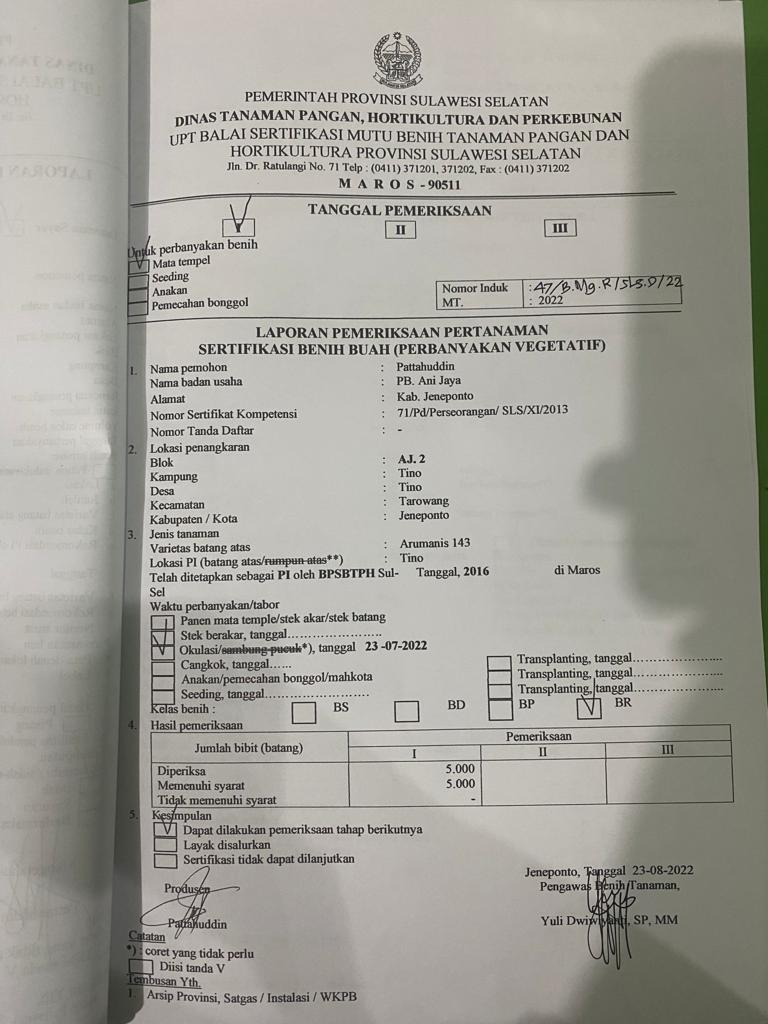 PEMERINTAH PROVINSI SULAWESI SELATAN
DINAS TANAMAN PANGAN, HORTIKULTURA DAN PERKEBUNAN
UPT BALAI SERTIFIKASI MUTU BENIH TANAMAN PANGAN DAN
HORTIKULTURA PROVINSI SULAWESI SELATAN
Jln. Dr. Ratulangi No. 71 Telp : (0411) 371201, 371202, Fax : (0411) 371202
M A R O S - 90511
TANGGAL PEMERIKSAAN
I II III
Untuk perbanyakan benih
Mata tempel
Seeding
Anakan
Pemecahan bonggol
Nomor Induk : 47/B.Mg.R/SLS.D/22
MT. : 2022
LAPORAN PEMERIKSAAN PERTANAMAN
SERTIFIKASI BENIH BUAH (PERBANYAKAN VEGETATIF)
1. Nama pemohon : Pattahuddin
Nama badan usaha : PB. Ani Jaya
Alamat : Kab. Jeneponto
Nomor Sertifikat Kompetensi : 71/Pd/Perseorangan/ SLS/XI/2013
Nomor Tanda Daftar : -
2. Lokasi penangkaran
Blok : AJ. 2
Kampung : Tino
Desa : Tino
Kecamatan : Tarowang
Kabupaten / Kota : Jeneponto
3. Jenis tanaman
Varietas batang atas : Arumanis 143
Lokasi PI (batang atas/rumpun atas**) : Tino
Telah ditetapkan sebagai PI oleh BPSBTPH Sul- Tanggal, 2016 di Maros
Sel
Waktu perbanyakan/tabor
Panen mata temple/stek akar/stek batang
Stek berakar, tanggal........................
Okulasi/sambung pucuk*), tanggal 23 -07-2022
Cangkok, tanggal...... Transplanting, tanggal.......................
Anakan/pemecahan bonggol/mahkota Transplanting, tanggal.......................
Seeding, tanggal.......................... Transplanting, tanggal.......................
Kelas benih : BS BD BP BR
4. Hasil pemeriksaan
Jumlah bibit (batang) Pemeriksaan
I II III
Diperiksa 5.000
Memenuhi syarat 5.000
Tidak memenuhi syarat -
5. Kesimpulan
Dapat dilakukan pemeriksaan tahap berikutnya
Layak disalurkan
Sertifikasi tidak dapat dilanjutkan
Jeneponto, Tanggal 23-08-2022
Produsen Pengawas Benih Tanaman,
Pattahuddin Yuli Dwiwiyanti, SP, MM
Catatan
*) : coret yang tidak perlu
Diisi tanda V
Tembusan Yth.
1. Arsip Provinsi, Satgas / Instalasi / WKPB